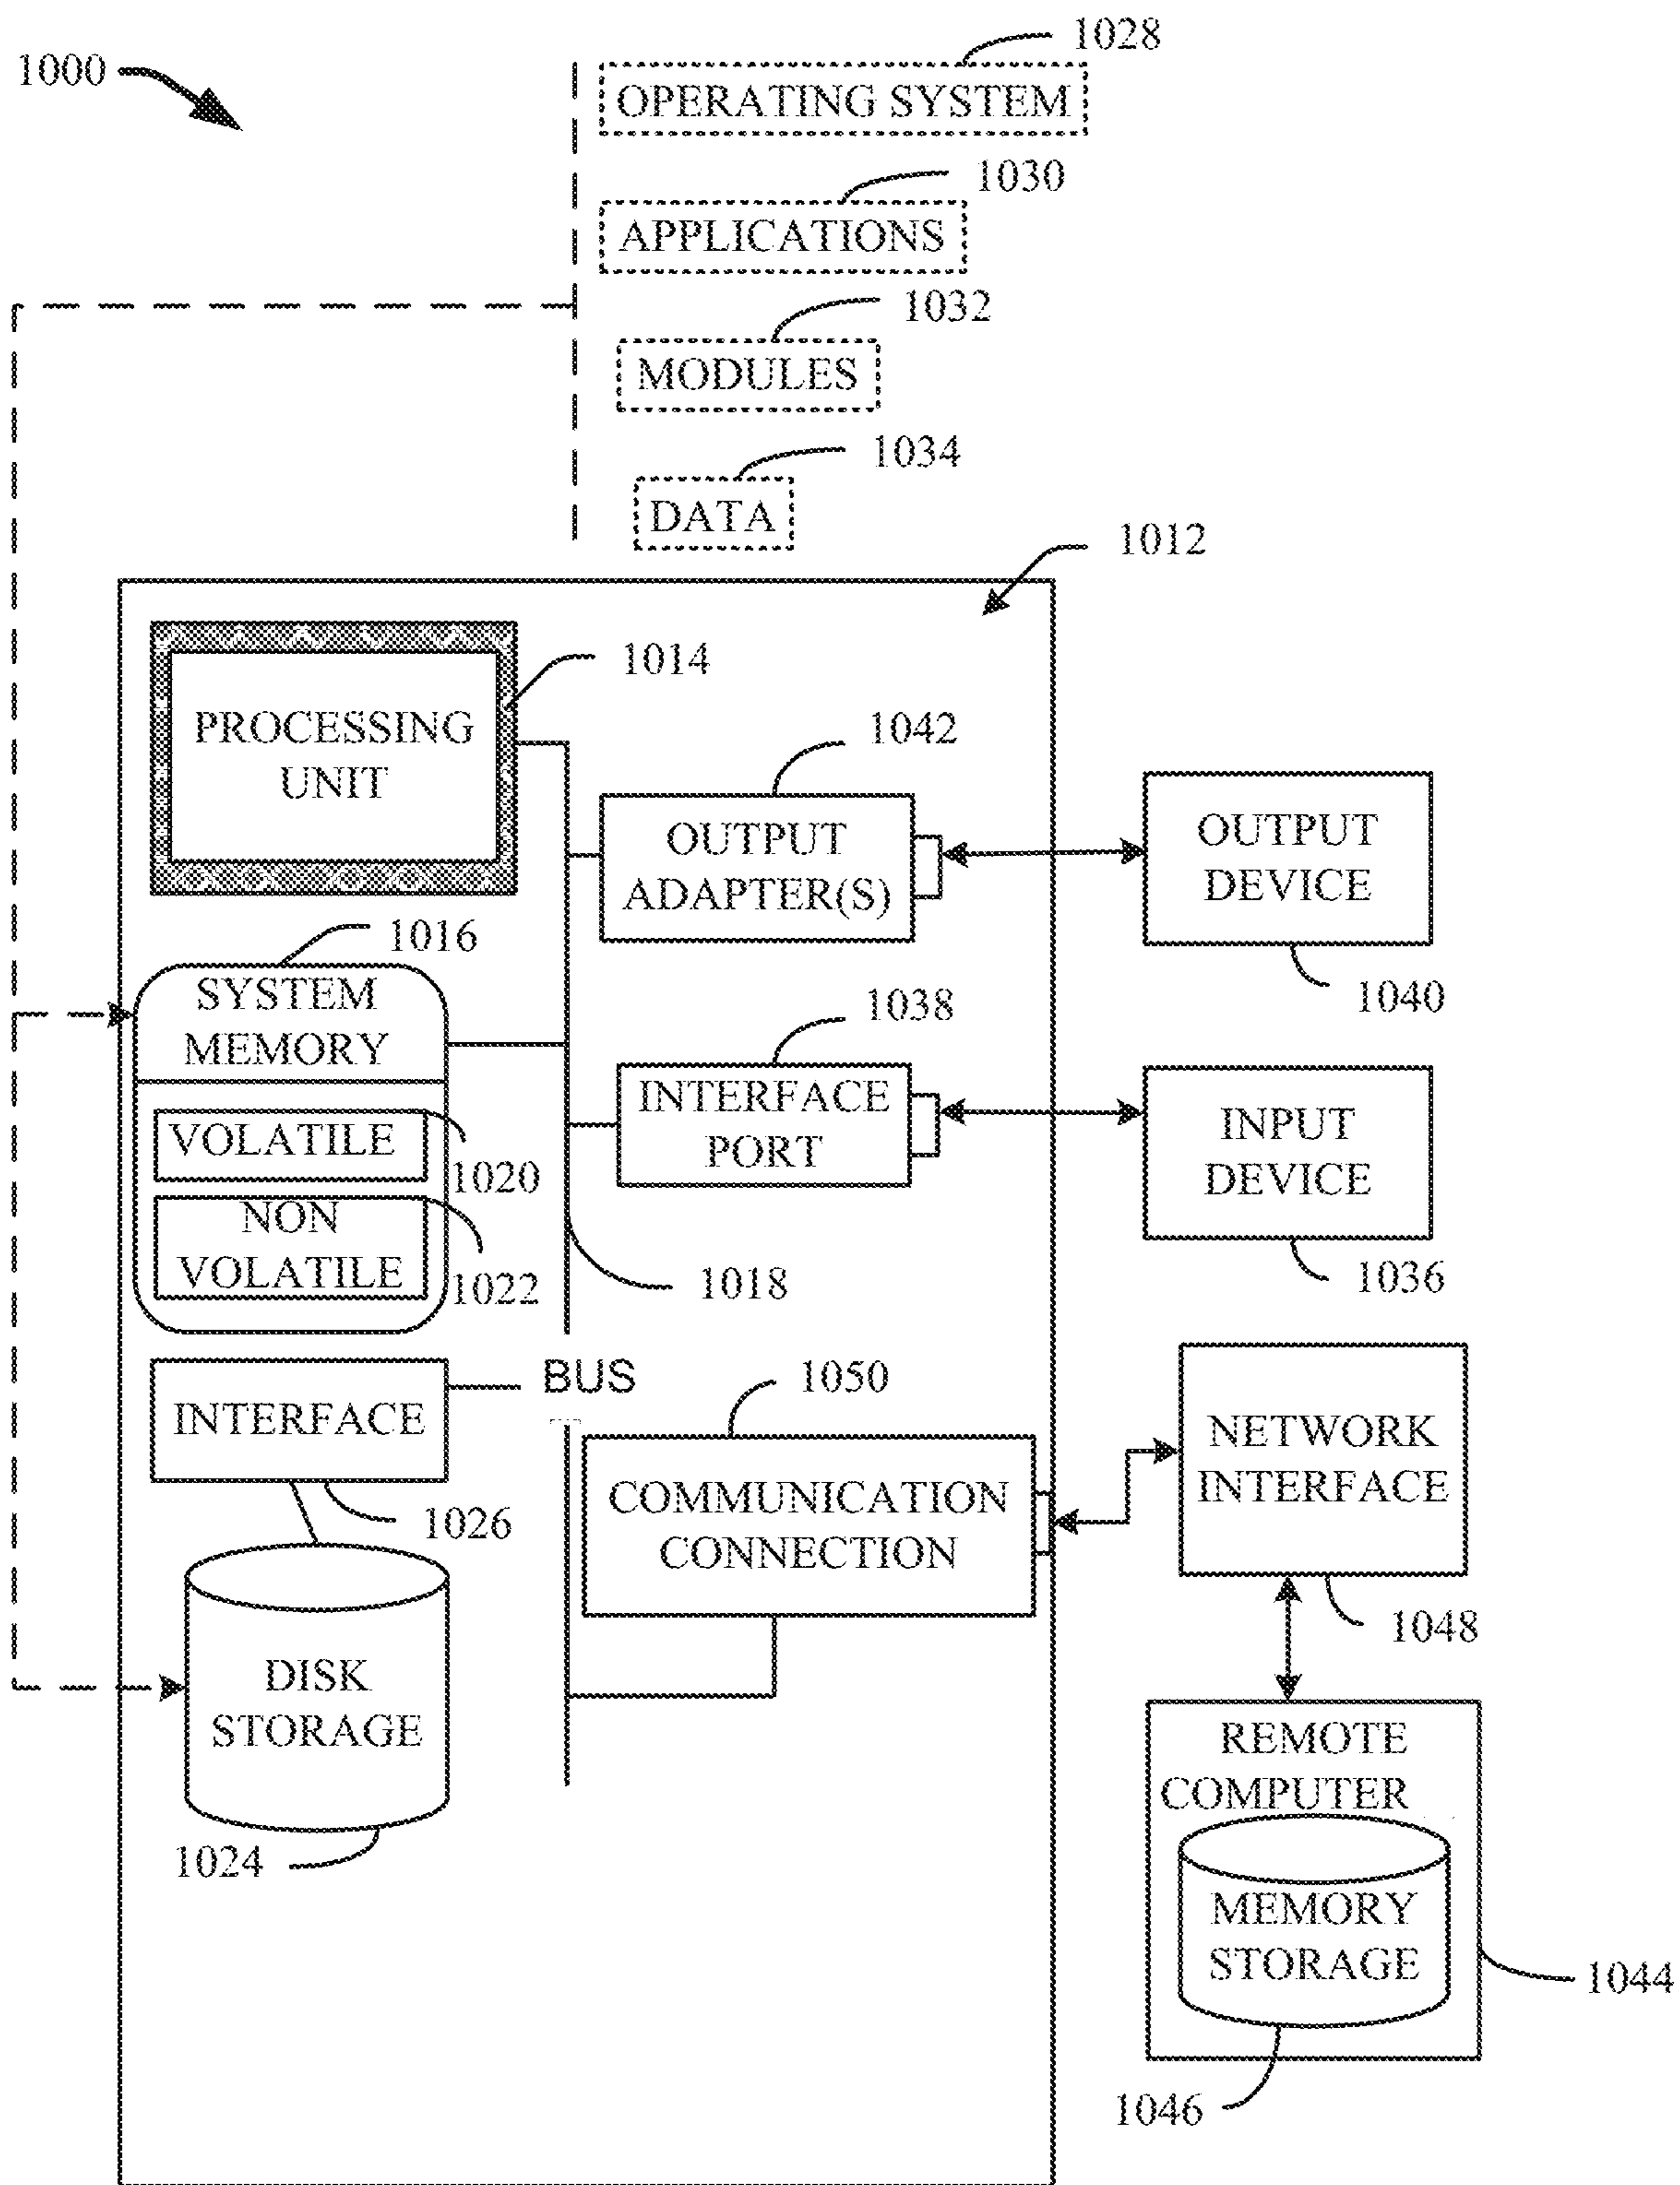 1028
1000
OPERATING SYSTEM
1030
APPLICATIONS
1032
MODULES
1034
DATA
1012
1014
PROCESSING
UNIT
1042
OUTPUT
ADAPTER(S)
OUTPUT
DEVICE
1040
1016
SYSTEM
MEMORY
1038
INTERFACE
PORT
INPUT
DEVICE
1036
VOLATILE
1020
NON
VOLATILE
1022
1018
BUS
INTERFACE
1026
1050
COMMUNICATION
CONNECTION
NETWORK
INTERFACE
1048
DISK
STORAGE
1024
REMOTE
COMPUTER
MEMORY
STORAGE
1044
1046